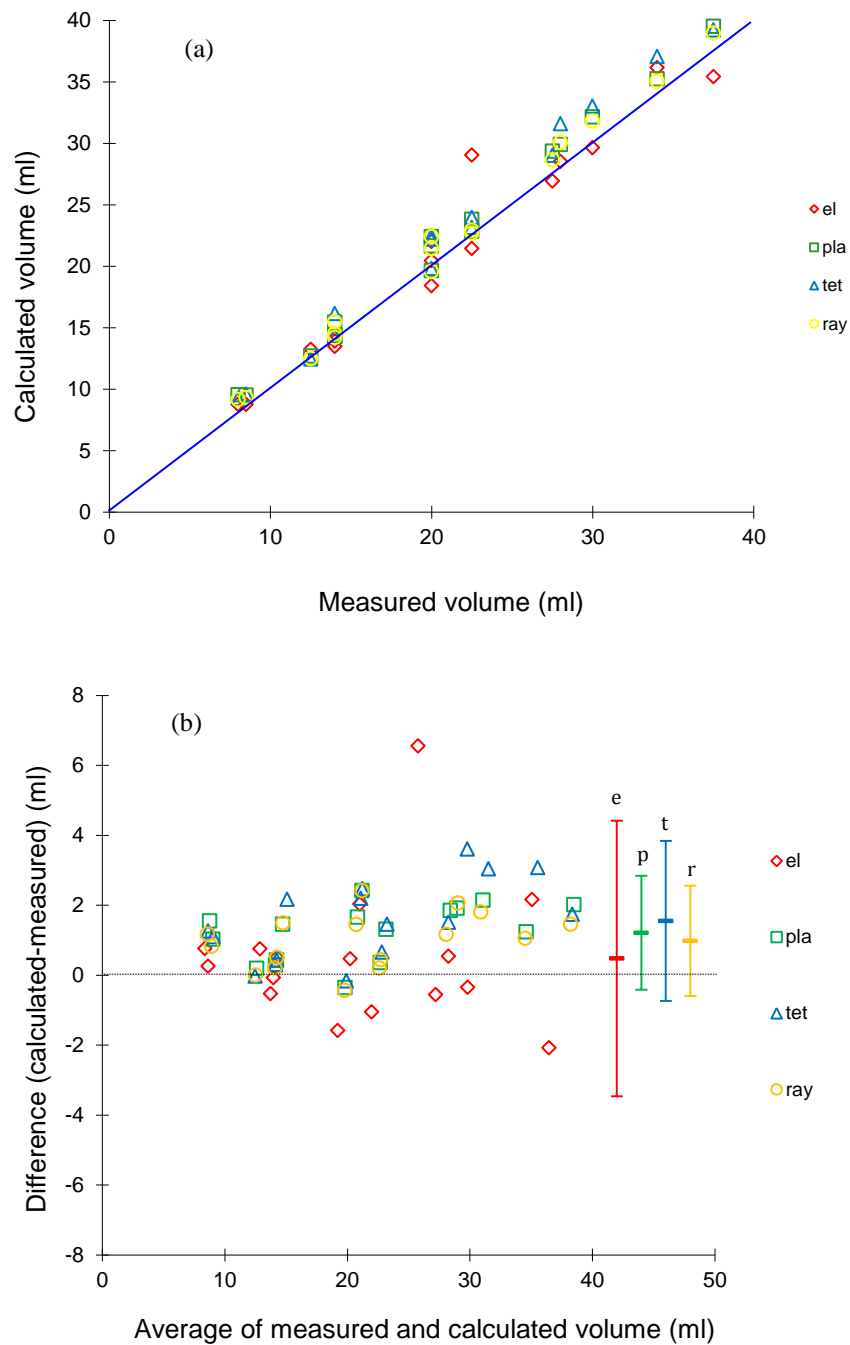 (a)
40
35
30
25
20
15
10
5
0
0 10 20 30 40
Calculated volume (ml)
Measured volume (ml)
el
pla
tet
ray
(b)
8
6
4
2
0
-2
-4
-6
-8
0 10 20 30 40 50
Difference (calculated-measured) (ml)
Average of measured and calculated volume (ml)
e
p
t
r
el
pla
tet
ray